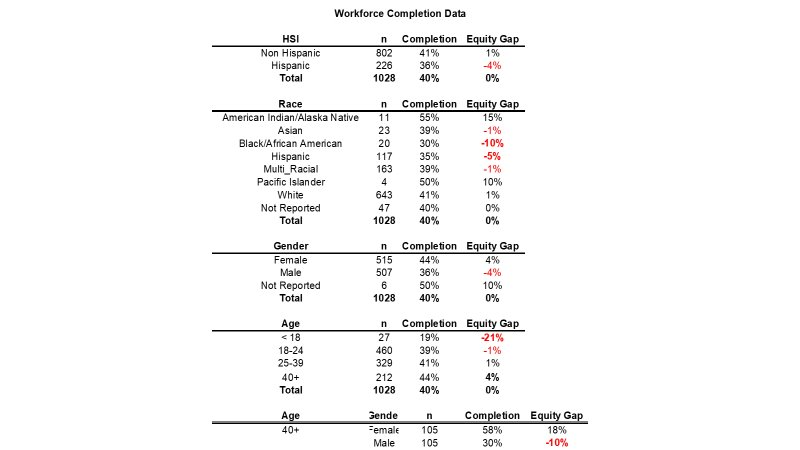 Workforce Completion Data
HSI n Completion Equity Gap
Non Hispanic 802 41% 1%
Hispanic 226 36% -4%
Total 1028 40% 0%
Race n Completion Equity Gap
American Indian/Alaska Native 11 55% 15%
Asian 23 39% -1%
Black/African American 20 30% -10%
Hispanic 117 35% -5%
Multi_Racial 163 39% -1%
Pacific Islander 4 50% 10%
White 643 41% 1%
Not Reported 47 40% 0%
Total 1028 40% 0%
Gender n Completion Equity Gap
Female 515 44% 4%
Male 507 36% -4%
Not Reported 6 50% 10%
Total 1028 40% 0%
Age n Completion Equity Gap
< 18 27 19% -21%
18-24 460 39% -1%
25-39 329 41% 1%
40+ 212 44% 4%
Total 1028 40% 0%
Age Gende n Completion Equity Gap
40+ Female 105 58% 18%
Male 105 30% -10%